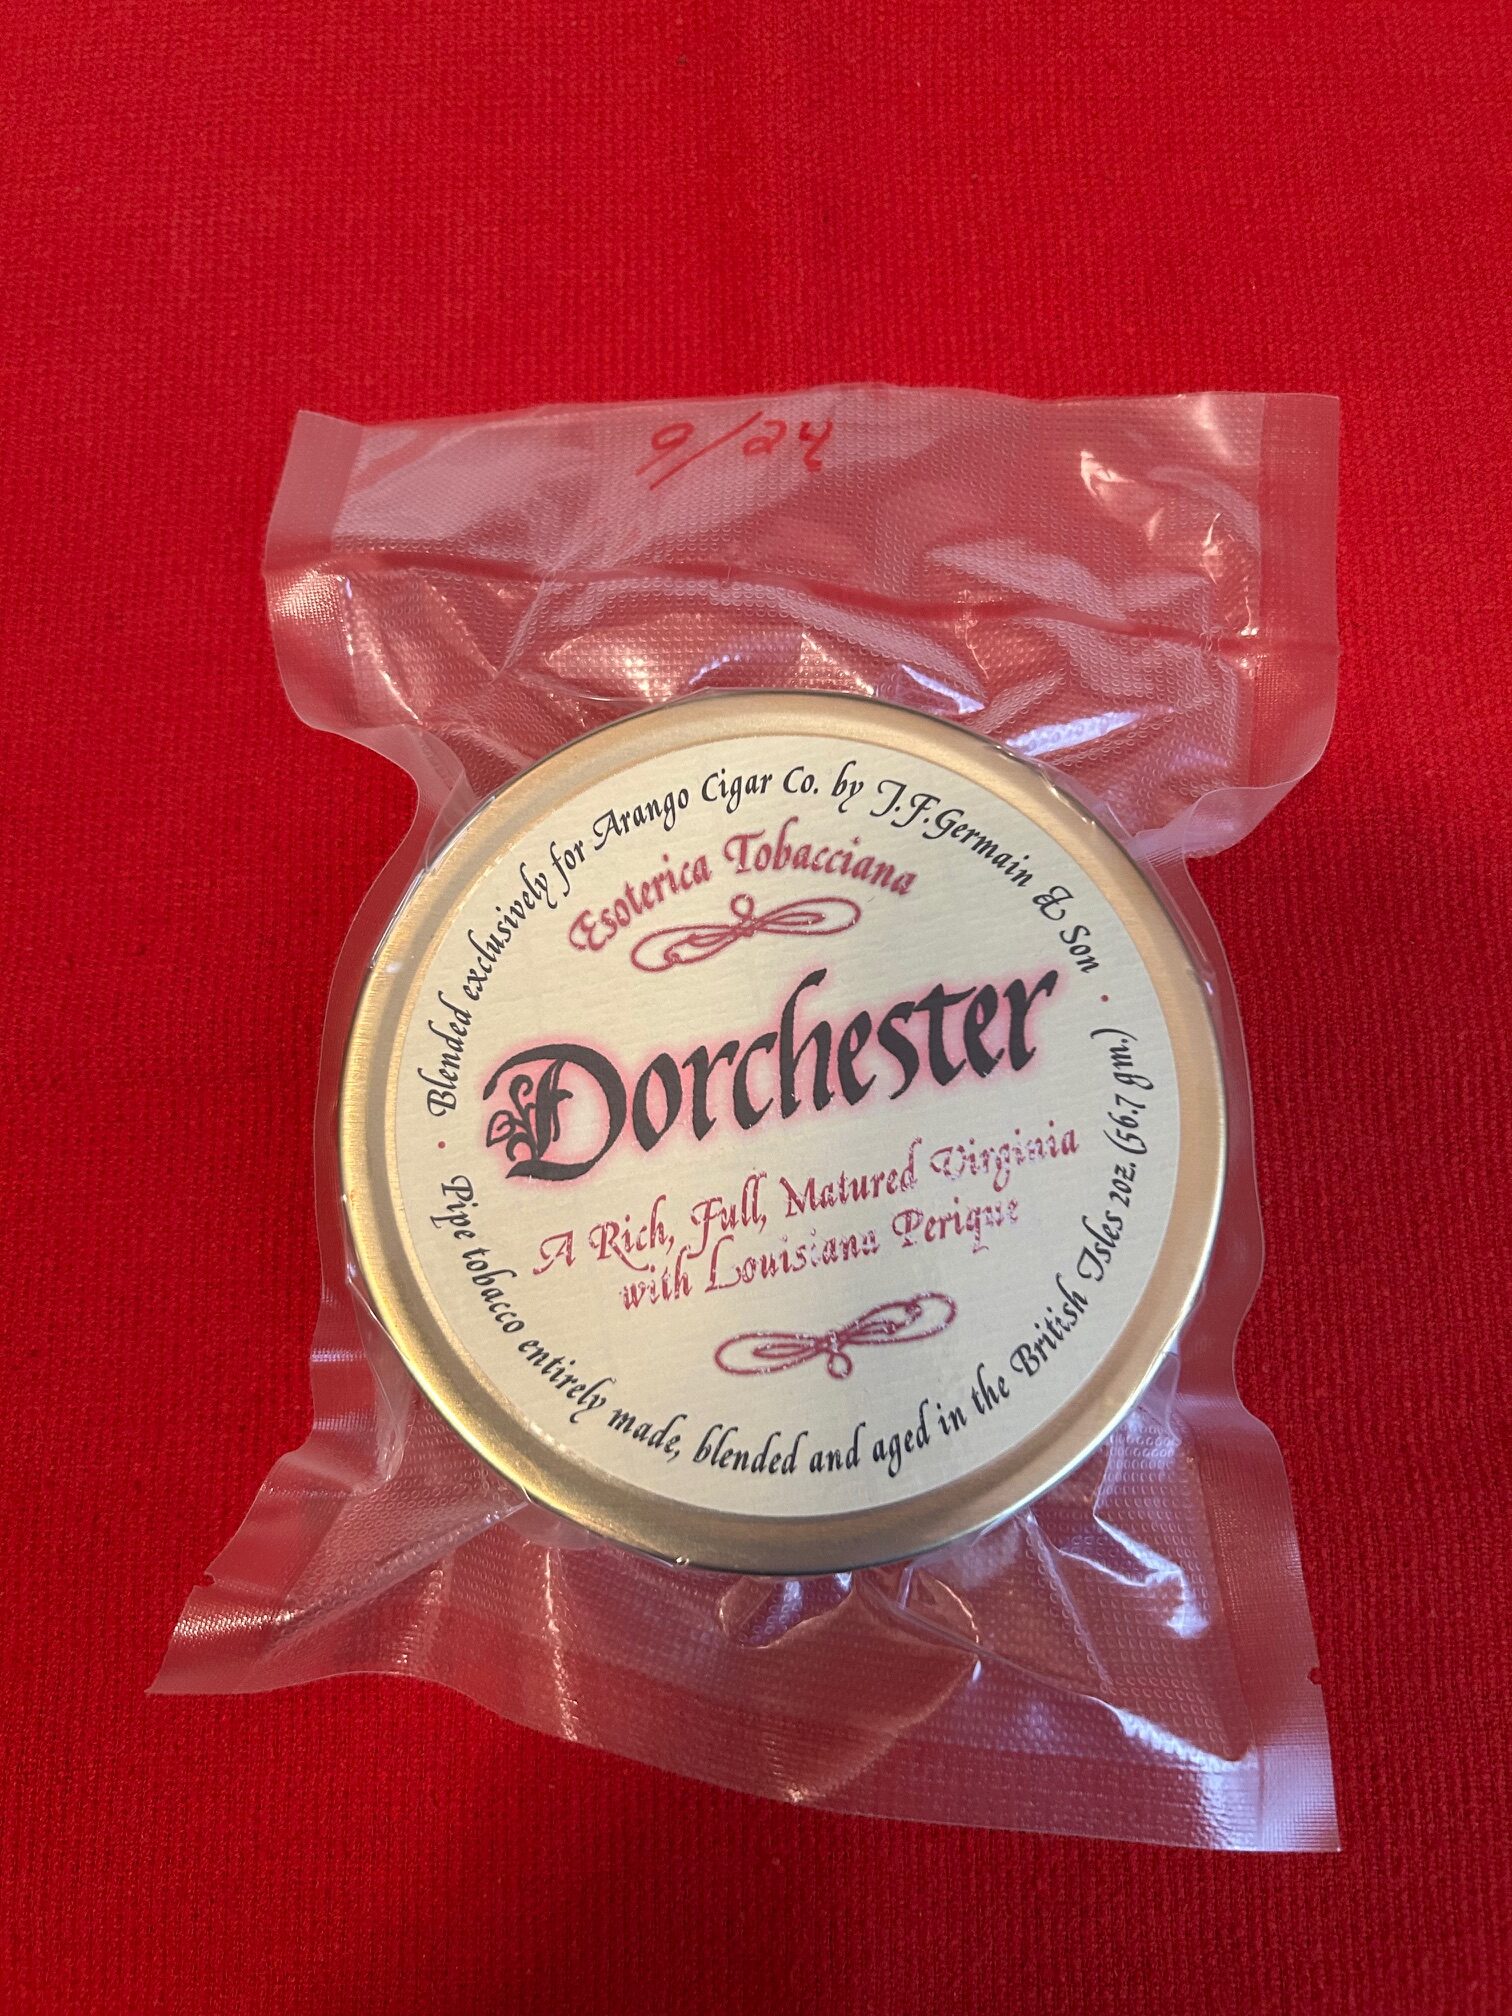 9/24
Blended exclusively for Arango Cigar Co. by J.F. Germain & Son
Esoterica Tobacciana
Dorchester
A Rich, Full, Matured Virginia
with Louisiana Perique
Pipe tobacco entirely made, blended and aged in the British Isles 2oz. (56.7 gm.)